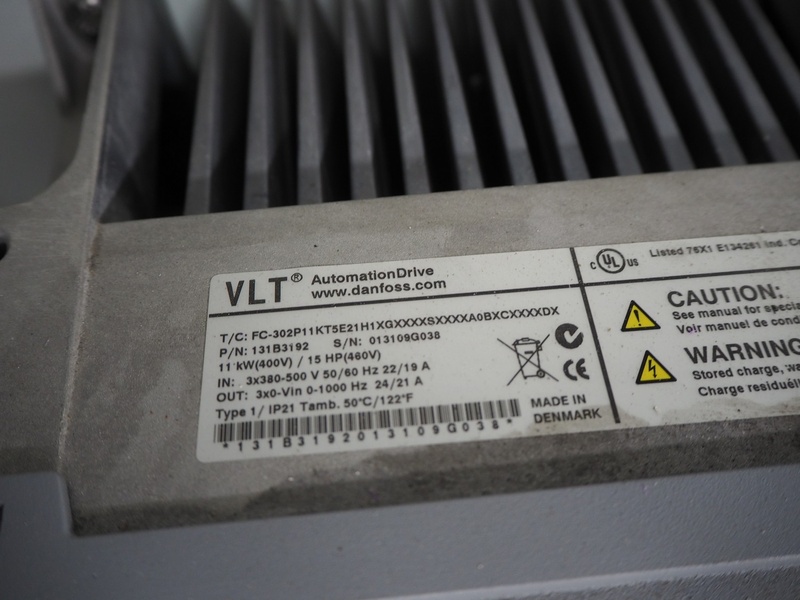 VLT® AutomationDrive
www.danfoss.com
T/C: FC-302P11KT5E21H1XGXXXXSXXXXA0BXCXXXXDX
P/N: 131B3192 S/N: 013109G038
11 kW(400V) / 15 HP(460V)
IN: 3x380-500 V 50/60 Hz 22/19 A
OUT: 3x0-Vin 0-1000 Hz 24/21 A
Type 1/ IP21 Tamb. 50°C/122°F
*131B3192013109G038*
CE
MADE IN
DENMARK
c UL US
Listed 76X1 E134261 Ind.
CAUTION:
See manual for
Voir manuel de
WARNING
Stored charge,
Charge